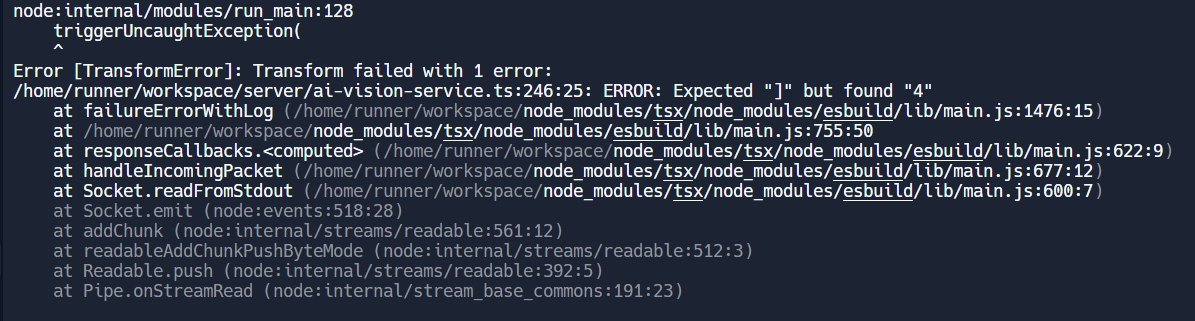 node:internal/modules/run_main:128
    triggerUncaughtException(
    ^
Error [TransformError]: Transform failed with 1 error:
/home/runner/workspace/server/ai-vision-service.ts:246:25: ERROR: Expected "]" but found "4"
    at failureErrorWithLog (/home/runner/workspace/node_modules/tsx/node_modules/esbuild/lib/main.js:1476:15)
    at /home/runner/workspace/node_modules/tsx/node_modules/esbuild/lib/main.js:755:50
    at responseCallbacks.<computed> (/home/runner/workspace/node_modules/tsx/node_modules/esbuild/lib/main.js:622:9)
    at handleIncomingPacket (/home/runner/workspace/node_modules/tsx/node_modules/esbuild/lib/main.js:677:12)
    at Socket.readFromStdout (/home/runner/workspace/node_modules/tsx/node_modules/esbuild/lib/main.js:600:7)
    at Socket.emit (node:events:518:28)
    at addChunk (node:internal/streams/readable:561:12)
    at readableAddChunkPushByteMode (node:internal/streams/readable:512:3)
    at Readable.push (node:internal/streams/readable:392:5)
    at Pipe.onStreamRead (node:internal/stream_base_commons:191:23)